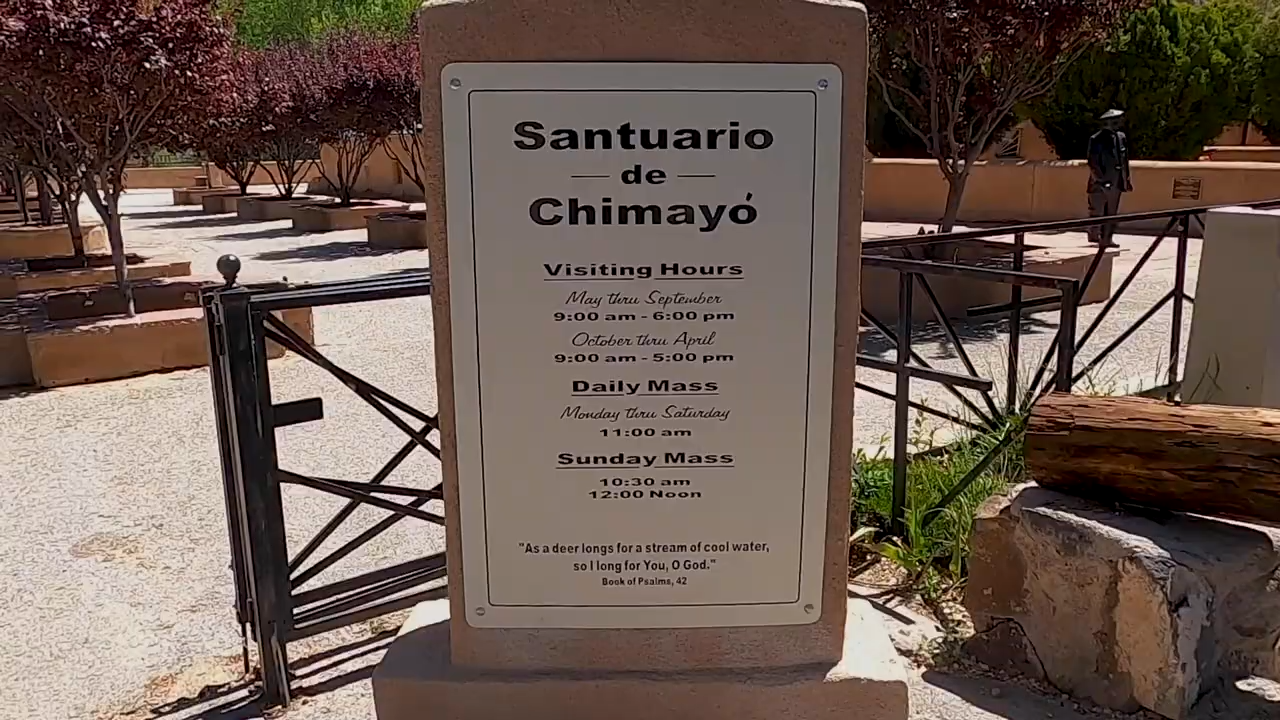 Santuario
de
Chimayó
Visiting Hours
May thru September
9:00 am - 6:00 pm
October thru April
9:00 am - 5:00 pm
Daily Mass
Monday thru Saturday
11:00 am
Sunday Mass
10:30 am
12:00 Noon
"As a deer longs for a stream of cool water,
so I long for You, O God."
Book of Psalms, 42